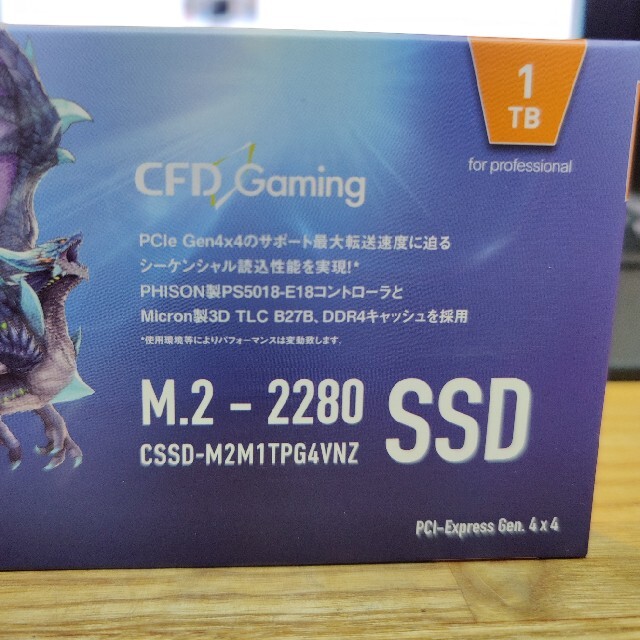 1
TB
for professional
CFD Gaming
PCIe Gen4x4のサポート最大転送速度に迫る
シーケンシャル読込性能を実現!*
PHISON製PS5018-E18コントローラと
Micron製3D TLC B27B、DDR4キャッシュを採用
*使用環境等によりパフォーマンスは変動致します。
M.2 - 2280 SSD
CSSD-M2M1TPG4VNZ
PCI-Express Gen. 4 x 4